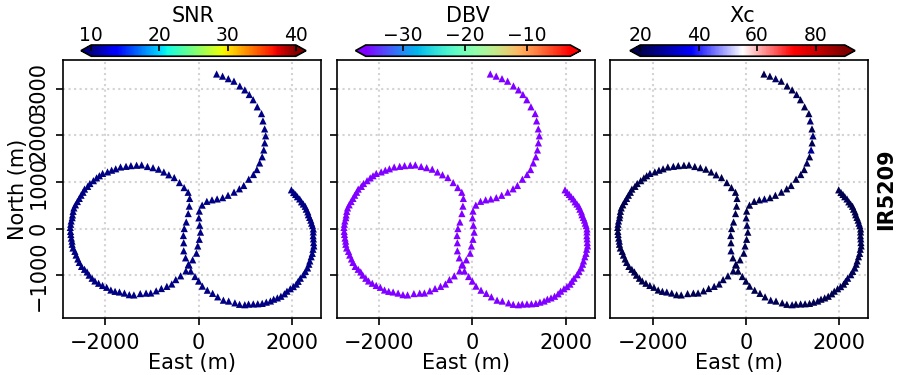 SNR DBV Xc
10 20 30 40 −30 −20 −10 20 40 60 80
North (m)
3000
2000
1000
0
−1000
−2000 0 2000 −2000 0 2000 −2000 0 2000
East (m) East (m) East (m)
IR5209